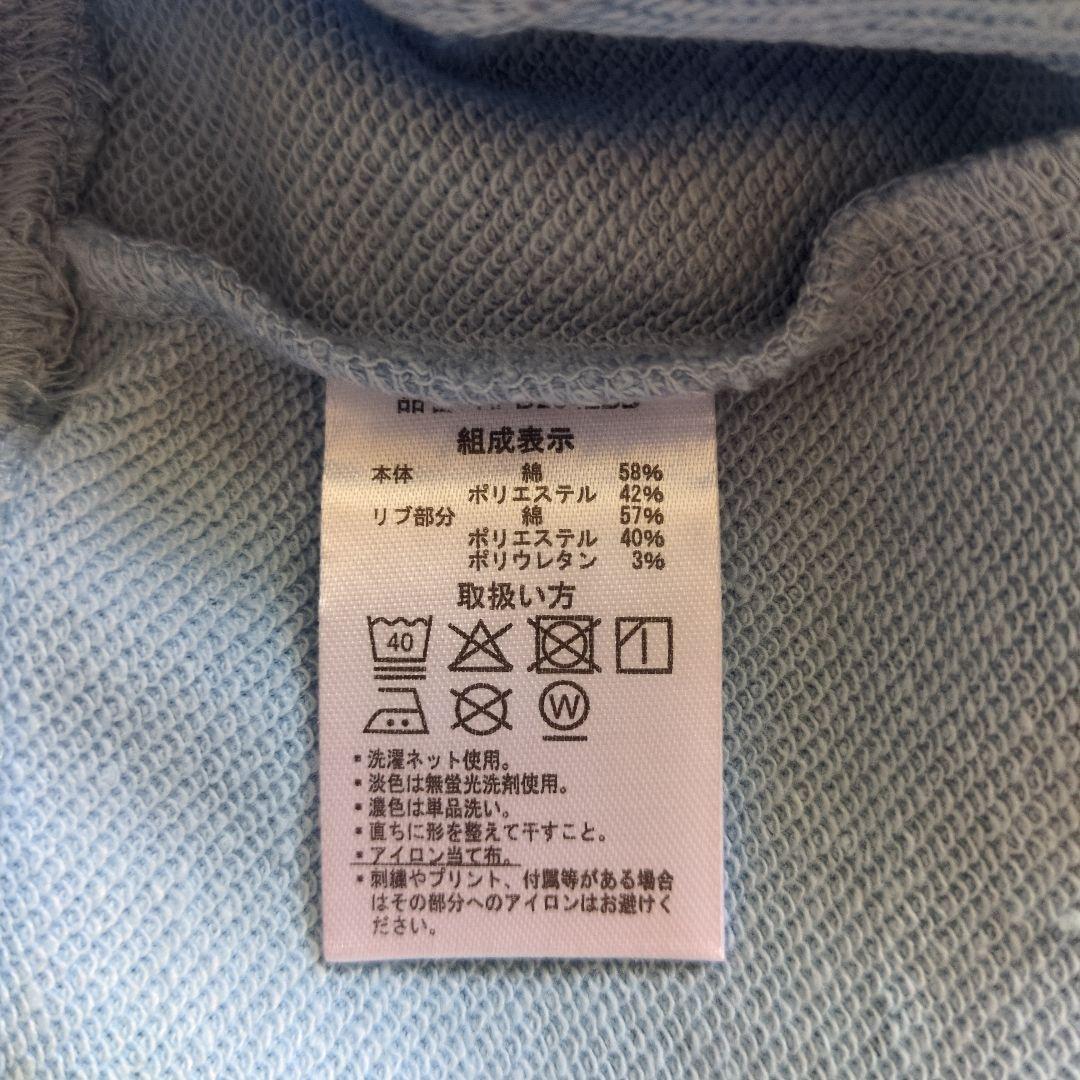 組成表示
本体 綿 58%
ポリエステル 42%
リブ部分 綿 57%
ポリエステル 40%
ポリウレタン 3%
取扱い方
40
W
・洗濯ネット使用。
・淡色は無蛍光洗剤使用。
・濃色は単品洗い。
・直ちに形を整えて干すこと。
・アイロン当て布。
・刺繍やプリント、付属等がある場合
はその部分へのアイロンはお避けく
ださい。